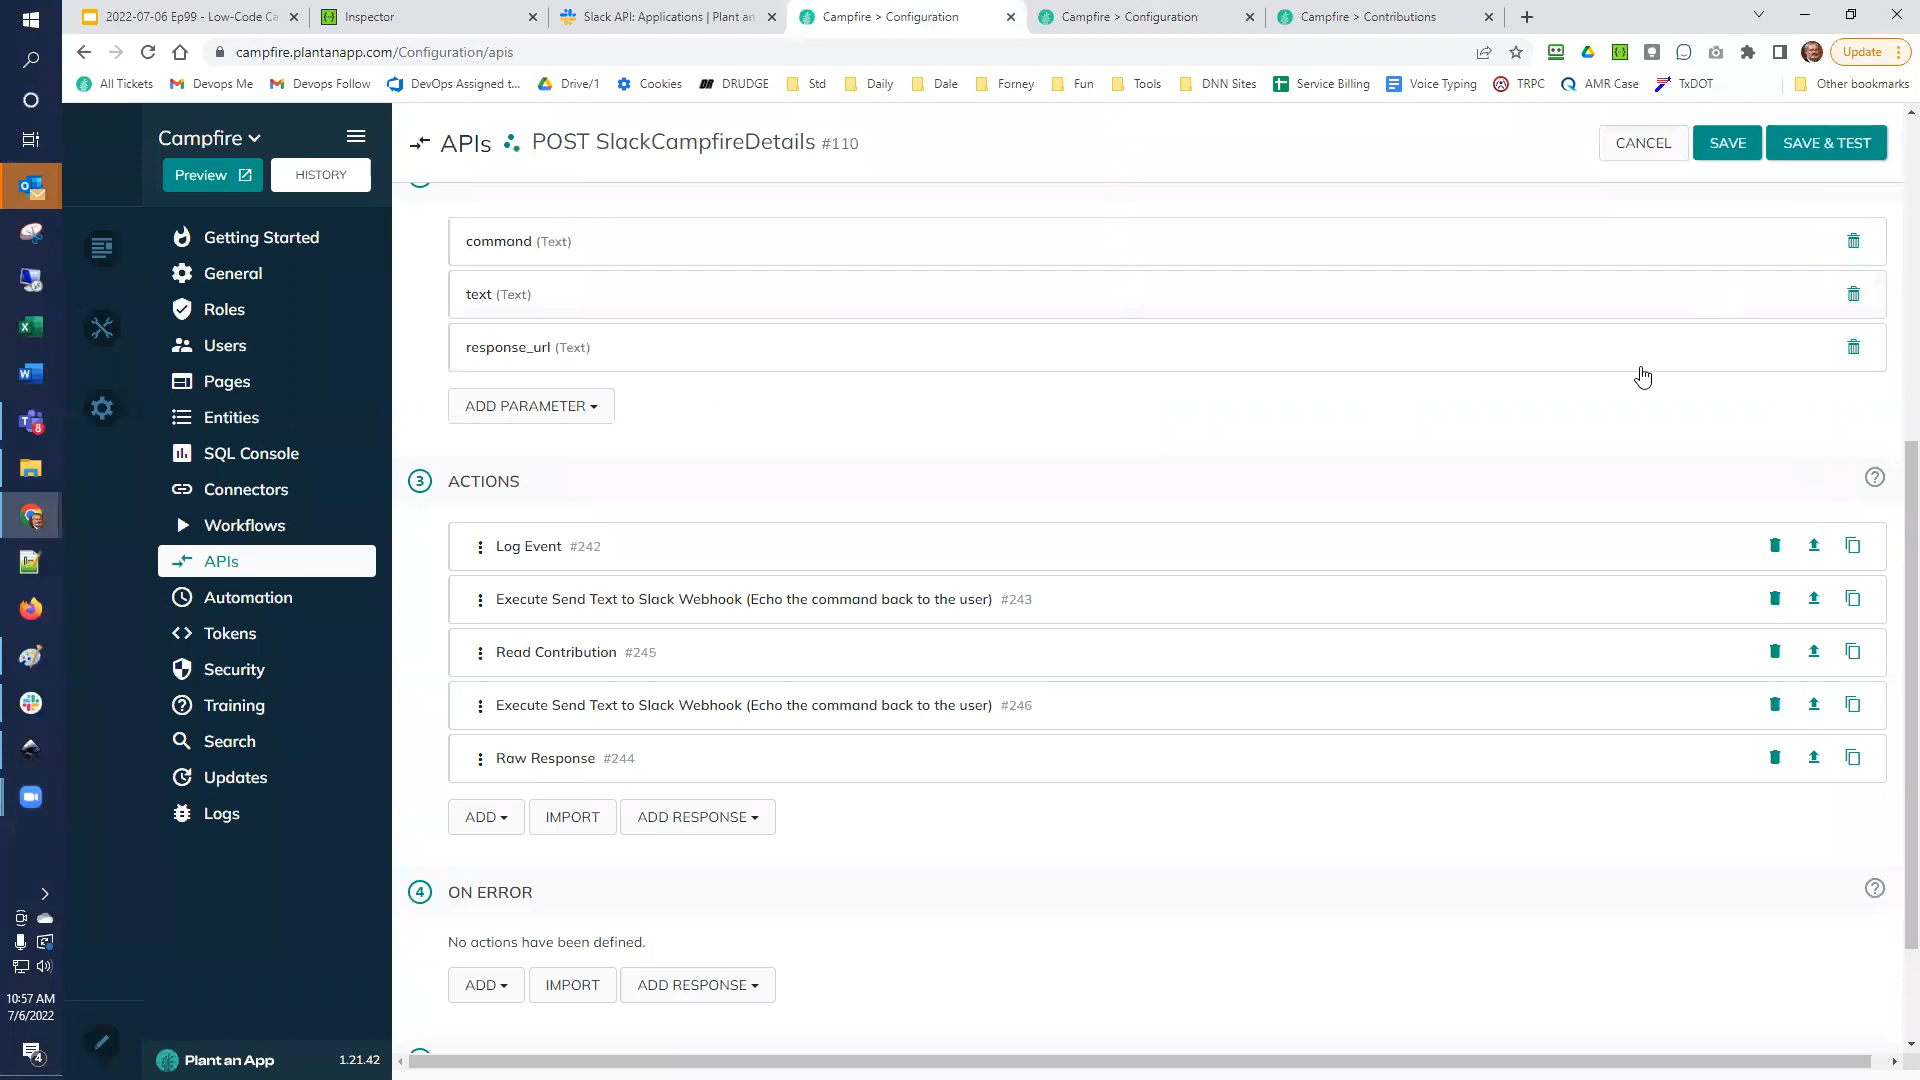 2022-07-06 Ep99 - Low-Code Ca
Inspector
Slack API: Applications | Plant an
Campfire > Configuration
Campfire > Configuration
Campfire > Contributions
campfire.plantanapp.com/Configuration/apis
Update
All Tickets
Devops Me
Devops Follow
DevOps Assigned t...
Drive/1
Cookies
DRUDGE
Std
Daily
Dale
Forney
Fun
Tools
DNN Sites
Service Billing
Voice Typing
TRPC
AMR Case
TxDOT
Other bookmarks
Campfire
Preview
HISTORY
Getting Started
General
Roles
Users
Pages
Entities
SQL Console
Connectors
Workflows
APIs
Automation
Tokens
Security
Training
Search
Updates
Logs
Plant an App
1.21.42
APIs
POST SlackCampfireDetails #110
CANCEL
SAVE
SAVE & TEST
command (Text)
text (Text)
response_url (Text)
ADD PARAMETER
3 ACTIONS
Log Event #242
Execute Send Text to Slack Webhook (Echo the command back to the user) #243
Read Contribution #245
Execute Send Text to Slack Webhook (Echo the command back to the user) #246
Raw Response #244
ADD
IMPORT
ADD RESPONSE
4 ON ERROR
No actions have been defined.
ADD
IMPORT
ADD RESPONSE
8
10:57 AM
7/6/2022
4